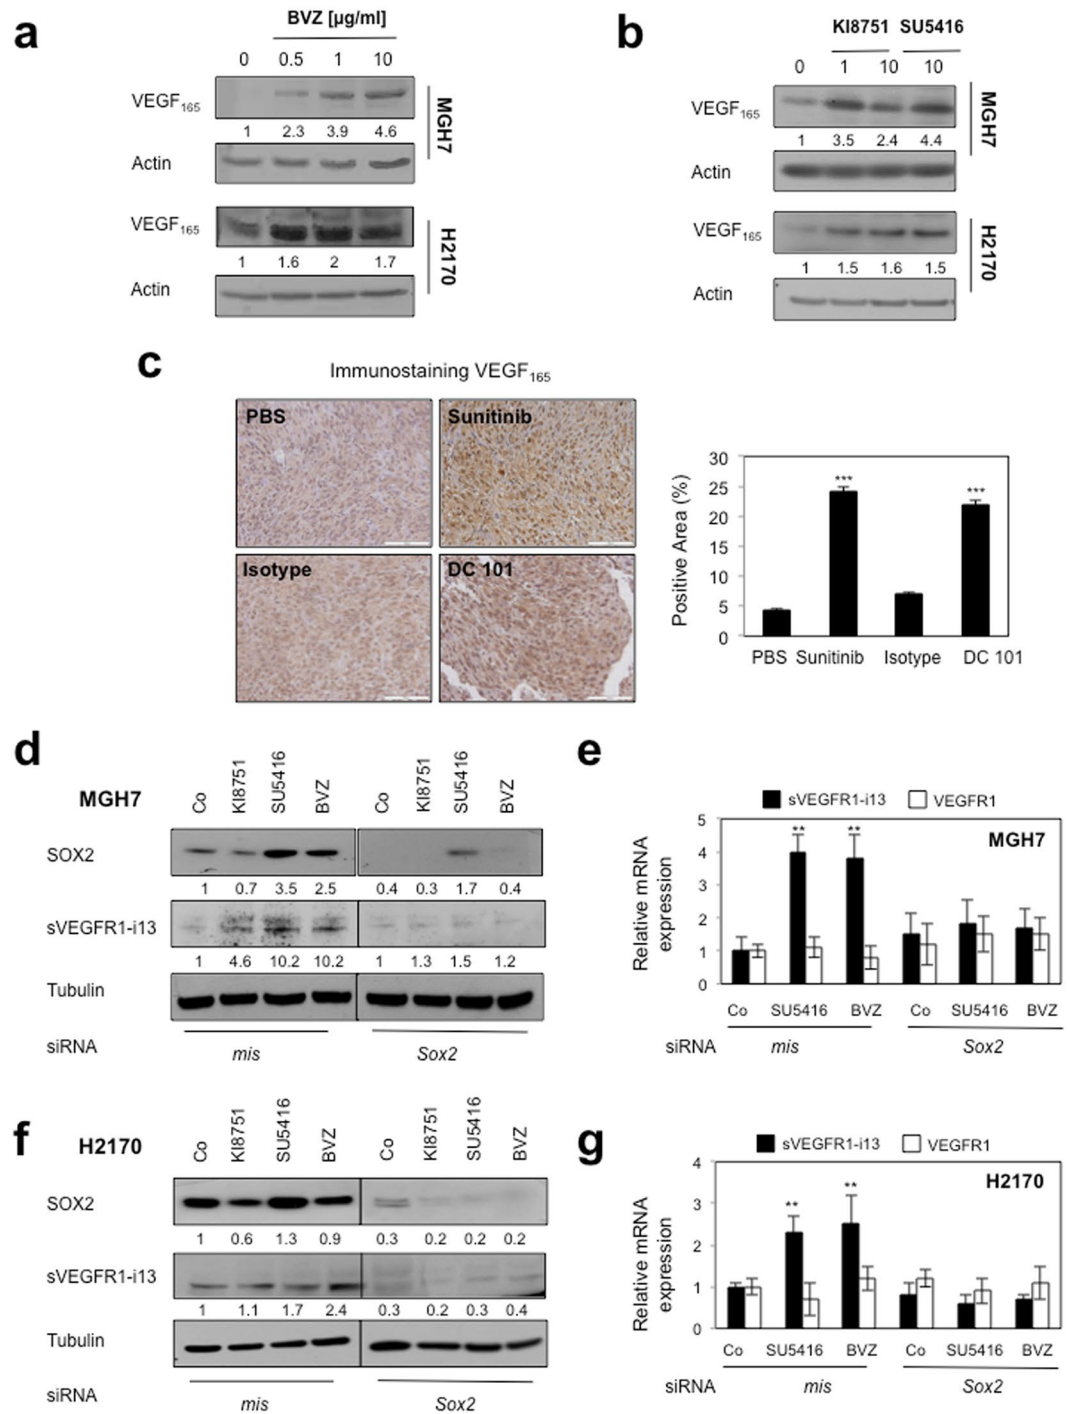 a
BVZ [µg/ml]
0 0.5 1 10
VEGF165
1 2.3 3.9 4.6
Actin
MGH7
VEGF165
1 1.6 2 1.7
Actin
H2170
b
KI8751 SU5416
0 1 10 10
VEGF165
1 3.5 2.4 4.4
Actin
MGH7
VEGF165
1 1.5 1.6 1.5
Actin
H2170
c
Immunostaining VEGF165
PBS Sunitinib
Isotype DC 101
Positive Area (%)
30
25
20
15
10
5
0
*** ***
PBS Sunitinib Isotype DC 101
d
MGH7
Co KI8751 SU5416 BVZ Co KI8751 SU5416 BVZ
SOX2
1 0.7 3.5 2.5 0.4 0.3 1.7 0.4
sVEGFR1-i13
1 4.6 10.2 10.2 1 1.3 1.5 1.2
Tubulin
siRNA mis Sox2
e
sVEGFR1-i13 VEGFR1
MGH7
Relative mRNA
expression
5
4
3
2
1
0
** **
Co SU5416 BVZ Co SU5416 BVZ
siRNA mis Sox2
f
H2170
Co KI8751 SU5416 BVZ Co KI8751 SU5416 BVZ
SOX2
1 0.6 1.3 0.9 0.3 0.2 0.2 0.2
sVEGFR1-i13
1 1.1 1.7 2.4 0.3 0.2 0.3 0.4
Tubulin
siRNA mis Sox2
g
sVEGFR1-i13 VEGFR1
H2170
Relative mRNA
expression
4
3
2
1
0
** **
Co SU5416 BVZ Co SU5416 BVZ
siRNA mis Sox2